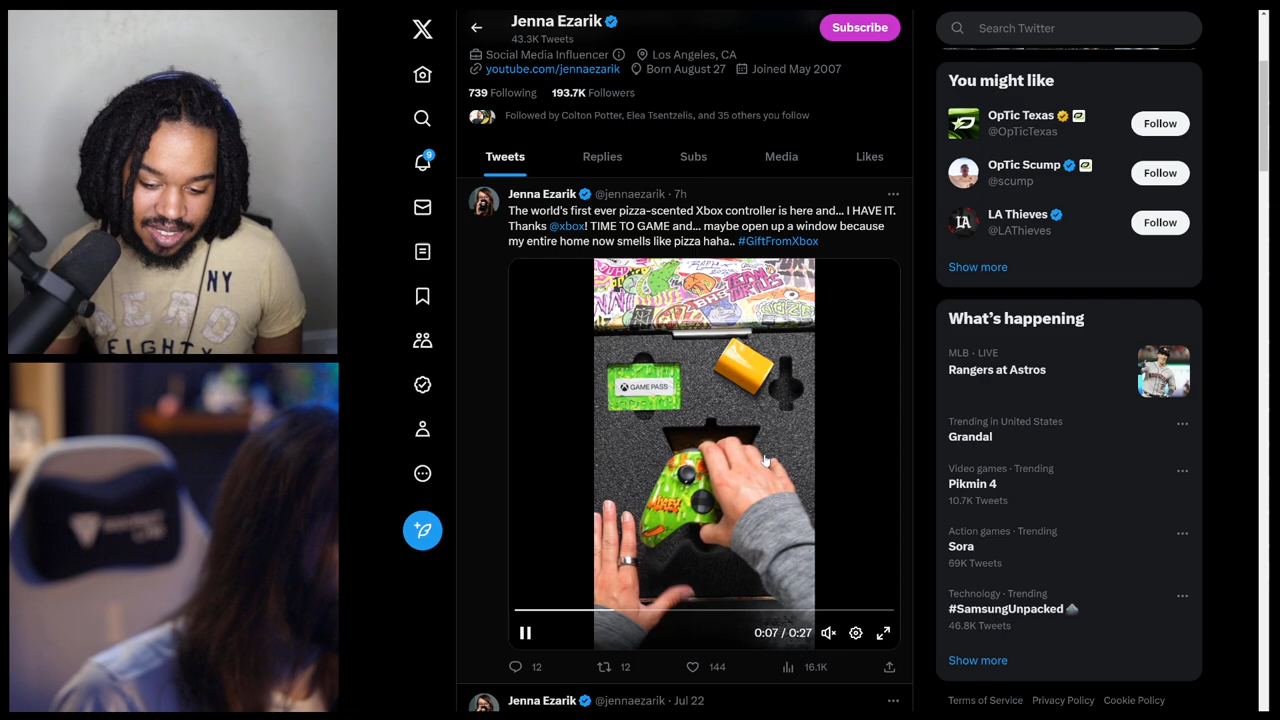 NY
READ
EIGHTY
Jenna Ezarik
43.3K Tweets
Subscribe
Social Media Influencer
Los Angeles, CA
youtube.com/jennaezarik
Born August 27
Joined May 2007
739 Following
193.7K Followers
Followed by Colton Potter, Elea Tsentzelis, and 35 others you follow
Tweets
Replies
Subs
Media
Likes
Jenna Ezarik @jennaezarik · 7h
The world's first ever pizza-scented Xbox controller is here and... I HAVE IT.
Thanks @xbox! TIME TO GAME and... maybe open up a window because
my entire home now smells like pizza haha.. #GiftFromXbox
GAME PASS
0:07 / 0:27
12
12
144
16.1K
Jenna Ezarik @jennaezarik · Jul 22
9
Search Twitter
You might like
OpTic Texas
@OpTicTexas
Follow
OpTic Scump
@scump
Follow
LA Thieves
@LAThieves
Follow
Show more
What's happening
MLB · LIVE
Rangers at Astros
Trending in United States
Grandal
Video games · Trending
Pikmin 4
10.7K Tweets
Action games · Trending
Sora
69K Tweets
Technology · Trending
#SamsungUnpacked
46.8K Tweets
Show more
Terms of Service
Privacy Policy
Cookie Policy